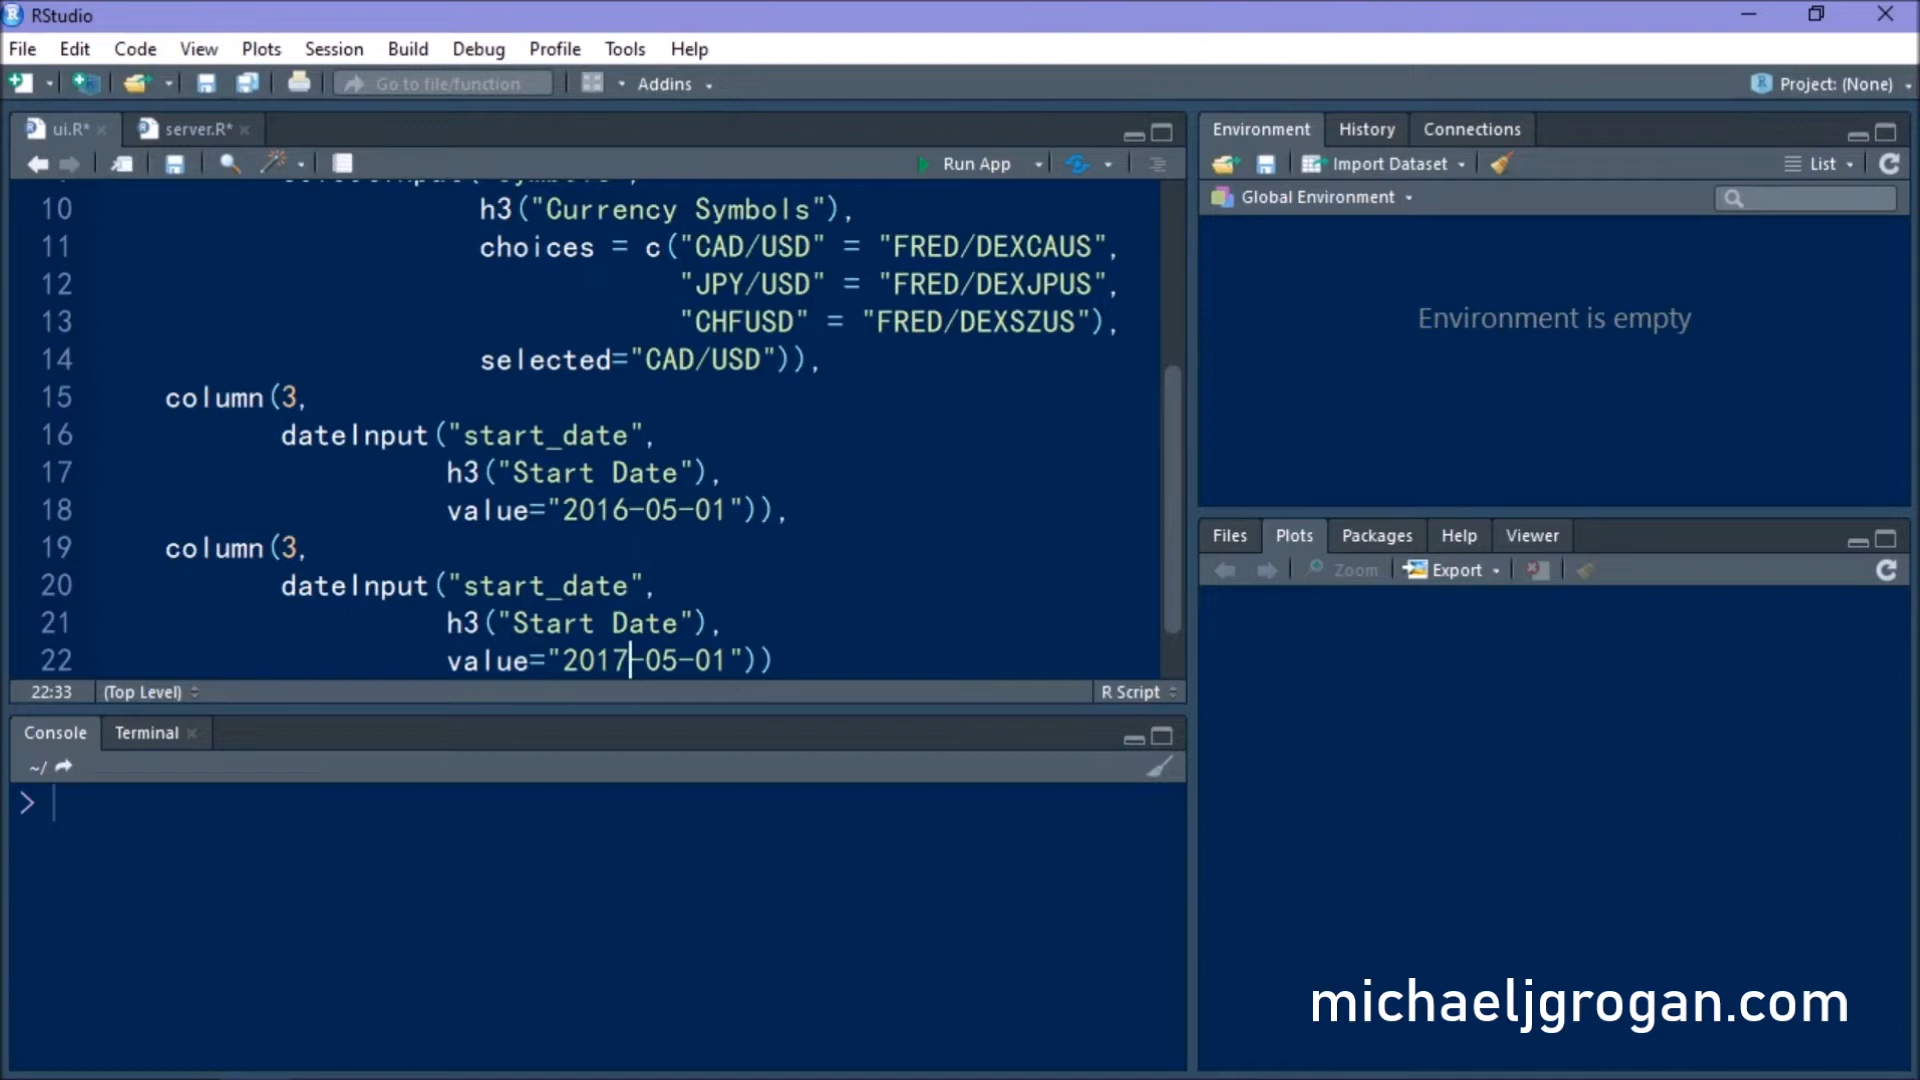 RStudio
File Edit Code View Plots Session Build Debug Profile Tools Help
Go to file/function Addins Project: (None)
ui.R* server.R*
Run App
10 h3("Currency Symbols"),
11 choices = c("CAD/USD" = "FRED/DEXCAUS",
12 "JPY/USD" = "FRED/DEXJPUS",
13 "CHFUSD" = "FRED/DEXSZUS"),
14 selected="CAD/USD")),
15 column(3,
16 dateInput("start_date",
17 h3("Start Date"),
18 value="2016-05-01")),
19 column(3,
20 dateInput("start_date",
21 h3("Start Date"),
22 value="2017-05-01"))
22:33 (Top Level) R Script
Console Terminal
~/
>
Environment History Connections
Import Dataset List
Global Environment
Environment is empty
Files Plots Packages Help Viewer
Zoom Export
michaeljgrogan.com